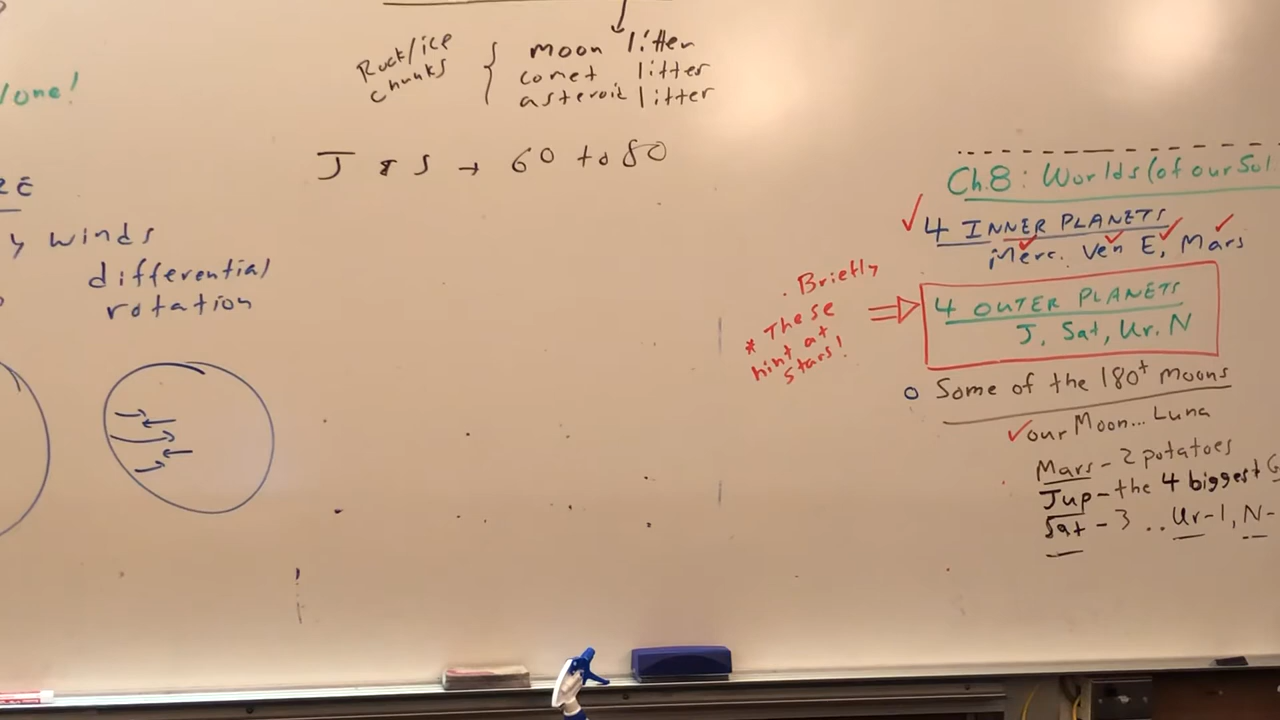 /one!
y winds
differential
rotation
Rock/ice
chunks
moon litter
comet litter
asteroid litter
J & S → 60 to 80
• Briefly
* These
hint at
stars!
Ch.8: Worlds (of our Sol.
✓ 4 INNER PLANETS
Merc. Ven E, Mars
4 OUTER PLANETS
J, Sat, Ur. N
o Some of the 180+ Moons
✓ our Moon... Luna
Mars - 2 potatoes
Jup - the 4 biggest G
Sat - 3 .. Ur-1, N-